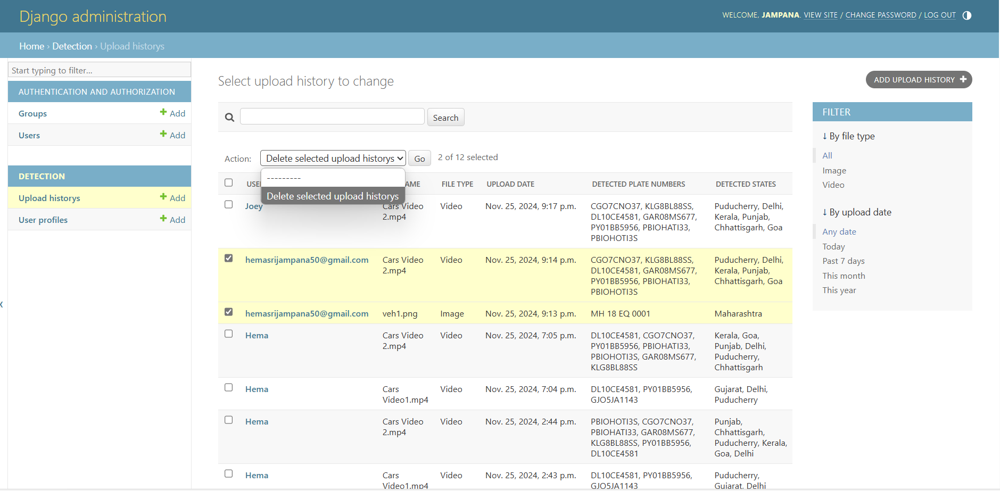 Django administration
WELCOME, JAMPANA. VIEW SITE / CHANGE PASSWORD / LOG OUT
Home › Detection › Upload historys
Start typing to filter...
AUTHENTICATION AND AUTHORIZATION
Groups + Add
Users + Add
DETECTION
Upload historys + Add
User profiles + Add
Select upload history to change
ADD UPLOAD HISTORY +
Search
Action: Delete selected upload historys Go 2 of 12 selected
---------
Delete selected upload historys
FILE TYPE UPLOAD DATE DETECTED PLATE NUMBERS DETECTED STATES
Joey Cars Video Video Nov. 25, 2024, 9:17 p.m. CGO7CNO37, KLG8BL88SS, Puducherry, Delhi,
2.mp4 DL10CE4581, GAR08MS677, Kerala, Punjab,
PY01BB5956, PBIOHATI33, Chhattisgarh, Goa
PBIOHOTI3S
hemasrijampana50@gmail.com Cars Video Video Nov. 25, 2024, 9:14 p.m. CGO7CNO37, KLG8BL88SS, Puducherry, Delhi,
2.mp4 DL10CE4581, GAR08MS677, Kerala, Punjab,
PY01BB5956, PBIOHATI33, Chhattisgarh, Goa
PBIOHOTI3S
hemasrijampana50@gmail.com veh1.png Image Nov. 25, 2024, 9:13 p.m. MH 18 EQ 0001 Maharashtra
Hema Cars Video Video Nov. 25, 2024, 7:05 p.m. DL10CE4581, CGO7CNO37, Kerala, Goa,
2.mp4 PY01BB5956, PBIOHATI33, Punjab, Delhi,
PBIOHOTI3S, GAR08MS677, Puducherry,
KLG8BL88SS Chhattisgarh
Hema Cars Video Nov. 25, 2024, 7:04 p.m. DL10CE4581, PY01BB5956, Gujarat, Delhi,
Video1.mp4 GJO5JA1143 Puducherry
Hema Cars Video Video Nov. 25, 2024, 2:44 p.m. PBIOHOTI3S, CGO7CNO37, Punjab,
2.mp4 PBIOHATI33, GAR08MS677, Chhattisgarh,
KLG8BL88SS, PY01BB5956, Puducherry, Kerala,
DL10CE4581 Goa, Delhi
Hema Cars Video Nov. 25, 2024, 2:43 p.m. DL10CE4581, PY01BB5956, Puducherry,
Video1.mp4 GJO5JA1143 Gujarat, Delhi
FILTER
↓ By file type
All
Image
Video
↓ By upload date
Any date
Today
Past 7 days
This month
This year